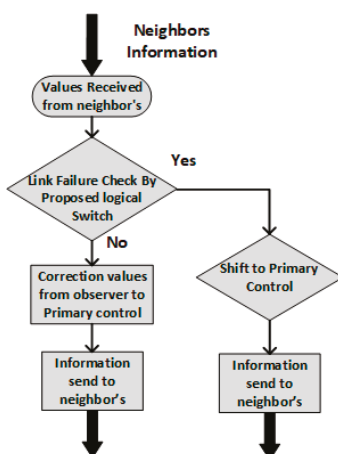 Neighbors
Information
Values Received
from neighbor's
Link Failure Check By
Proposed logical
Switch
Yes
No
Correction values
from observer to
Primary control
Shift to Primary
Control
Information
send to
neighbor's
Information
send to
neighbor's